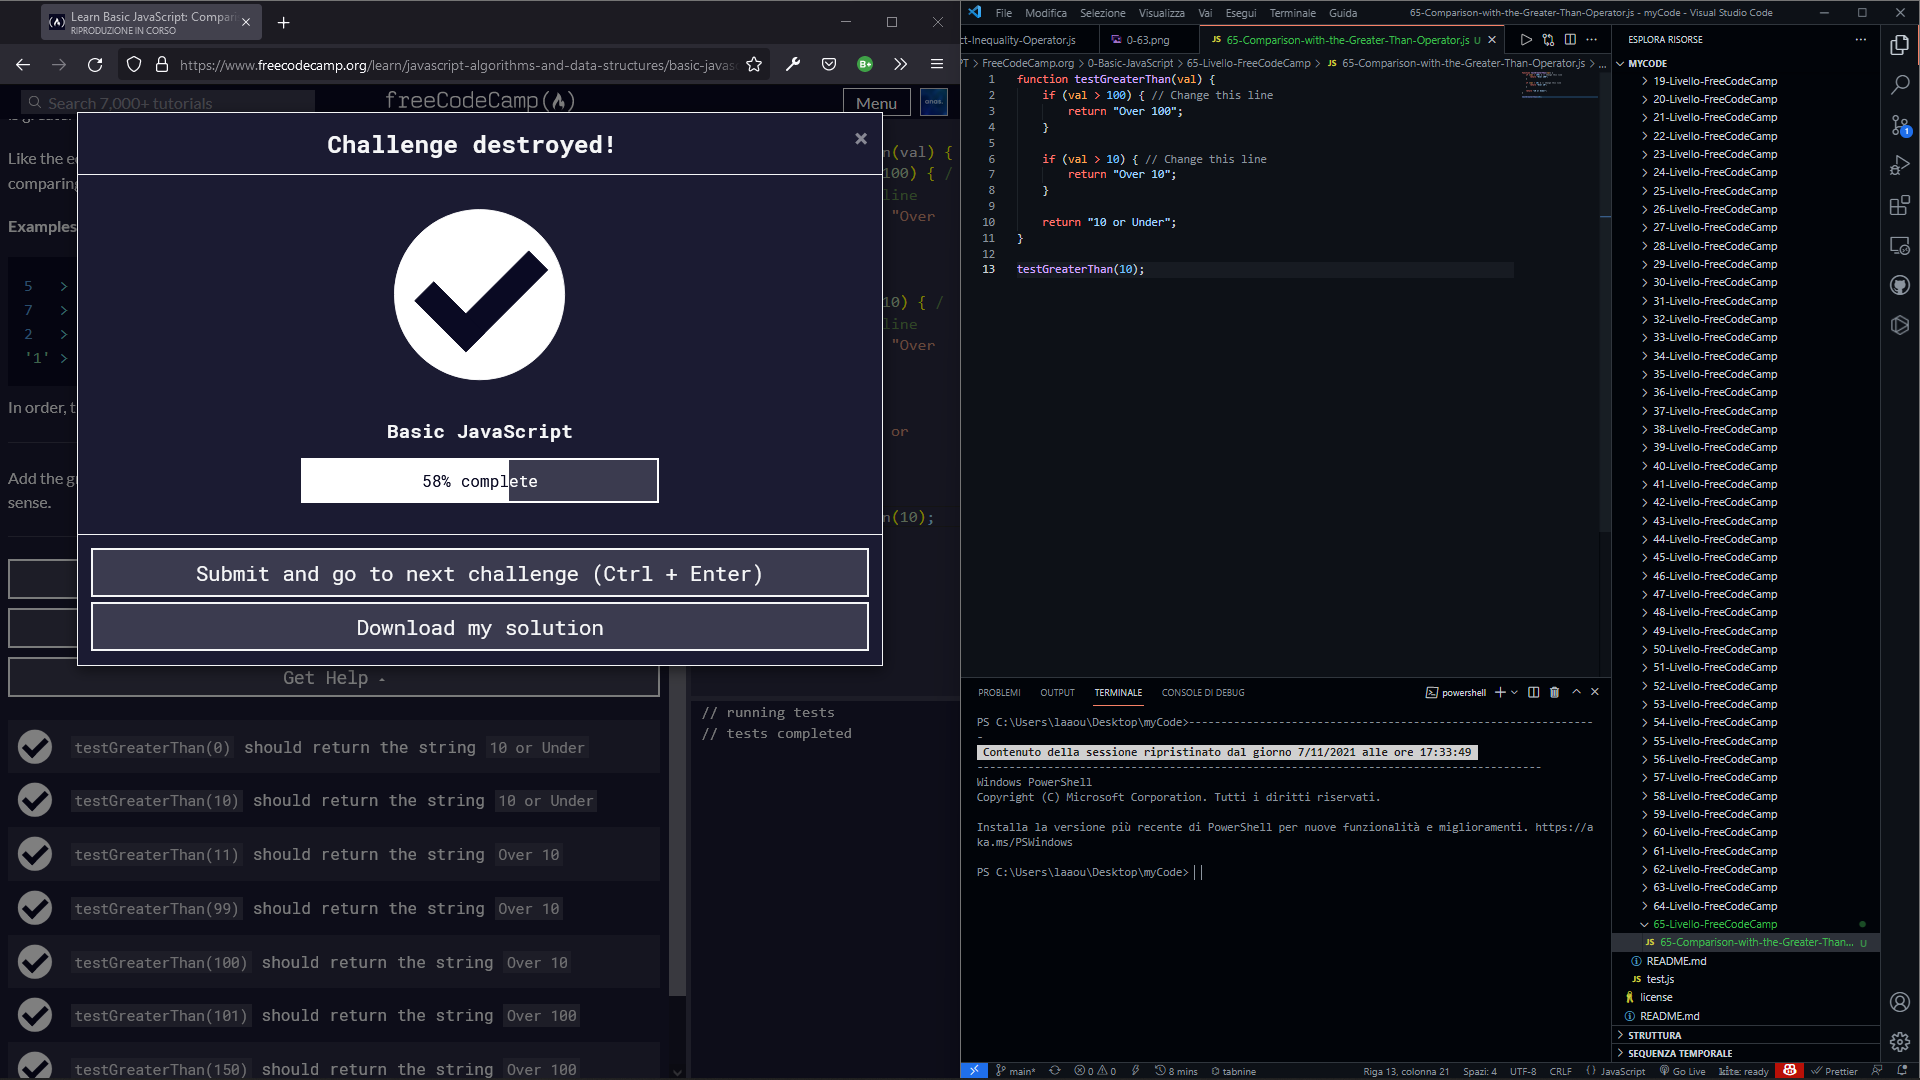 Learn Basic JavaScript: Compari
RIPRODUZIONE IN CORSO
https://www.freecodecamp.org/learn/javascript-algorithms-and-data-structures/basic-javas
Search 7,000+ tutorials
freeCodeCamp
Menu
Like the e
comparing
Examples
5 >
7 >
2 >
'1' >
In order, t
Add the g
sense.
n(val) {
100) { /
line
"Over
10) { /
line
"Over
or
n(10);
Challenge destroyed!
×
Basic JavaScript
58% complete
Submit and go to next challenge (Ctrl + Enter)
Download my solution
Get Help
testGreaterThan(0) should return the string 10 or Under
testGreaterThan(10) should return the string 10 or Under
testGreaterThan(11) should return the string Over 10
testGreaterThan(99) should return the string Over 10
testGreaterThan(100) should return the string Over 10
testGreaterThan(101) should return the string Over 100
testGreaterThan(150) should return the string Over 100
// running tests
// tests completed
File Modifica Selezione Visualizza Vai Esegui Terminale Guida
65-Comparison-with-the-Greater-Than-Operator.js - myCode - Visual Studio Code
ct-Inequality-Operator.js
0-63.png
JS 65-Comparison-with-the-Greater-Than-Operator.js U
PT > FreeCodeCamp.org > 0-Basic-JavaScript > 65-Livello-FreeCodeCamp > JS 65-Comparison-with-the-Greater-Than-Operator.js > ...
1 function testGreaterThan(val) {
2 if (val > 100) { // Change this line
3 return "Over 100";
4 }
5
6 if (val > 10) { // Change this line
7 return "Over 10";
8 }
9
10 return "10 or Under";
11 }
12
13 testGreaterThan(10);
PROBLEMI OUTPUT TERMINALE CONSOLE DI DEBUG
powershell
PS C:\Users\laaou\Desktop\myCode>---------------------------------------------------------------
-
Contenuto della sessione ripristinato dal giorno 7/11/2021 alle ore 17:33:49
----------------------------------------------------------------------------------------
Windows PowerShell
Copyright (C) Microsoft Corporation. Tutti i diritti riservati.
Installa la versione più recente di PowerShell per nuove funzionalità e miglioramenti. https://a
ka.ms/PSWindows
PS C:\Users\laaou\Desktop\myCode>
ESPLORA RISORSE
MYCODE
19-Livello-FreeCodeCamp
20-Livello-FreeCodeCamp
21-Livello-FreeCodeCamp
22-Livello-FreeCodeCamp
23-Livello-FreeCodeCamp
24-Livello-FreeCodeCamp
25-Livello-FreeCodeCamp
26-Livello-FreeCodeCamp
27-Livello-FreeCodeCamp
28-Livello-FreeCodeCamp
29-Livello-FreeCodeCamp
30-Livello-FreeCodeCamp
31-Livello-FreeCodeCamp
32-Livello-FreeCodeCamp
33-Livello-FreeCodeCamp
34-Livello-FreeCodeCamp
35-Livello-FreeCodeCamp
36-Livello-FreeCodeCamp
37-Livello-FreeCodeCamp
38-Livello-FreeCodeCamp
39-Livello-FreeCodeCamp
40-Livello-FreeCodeCamp
41-Livello-FreeCodeCamp
42-Livello-FreeCodeCamp
43-Livello-FreeCodeCamp
44-Livello-FreeCodeCamp
45-Livello-FreeCodeCamp
46-Livello-FreeCodeCamp
47-Livello-FreeCodeCamp
48-Livello-FreeCodeCamp
49-Livello-FreeCodeCamp
50-Livello-FreeCodeCamp
51-Livello-FreeCodeCamp
52-Livello-FreeCodeCamp
53-Livello-FreeCodeCamp
54-Livello-FreeCodeCamp
55-Livello-FreeCodeCamp
56-Livello-FreeCodeCamp
57-Livello-FreeCodeCamp
58-Livello-FreeCodeCamp
59-Livello-FreeCodeCamp
60-Livello-FreeCodeCamp
61-Livello-FreeCodeCamp
62-Livello-FreeCodeCamp
63-Livello-FreeCodeCamp
64-Livello-FreeCodeCamp
65-Livello-FreeCodeCamp
JS 65-Comparison-with-the-Greater-Than... U
README.md
JS test.js
license
README.md
STRUTTURA
SEQUENZA TEMPORALE
1
main* 0 0 8 mins tabnine
Riga 13, colonna 21 Spazi: 4 UTF-8 CRLF JavaScript Go Live kite: ready Prettier